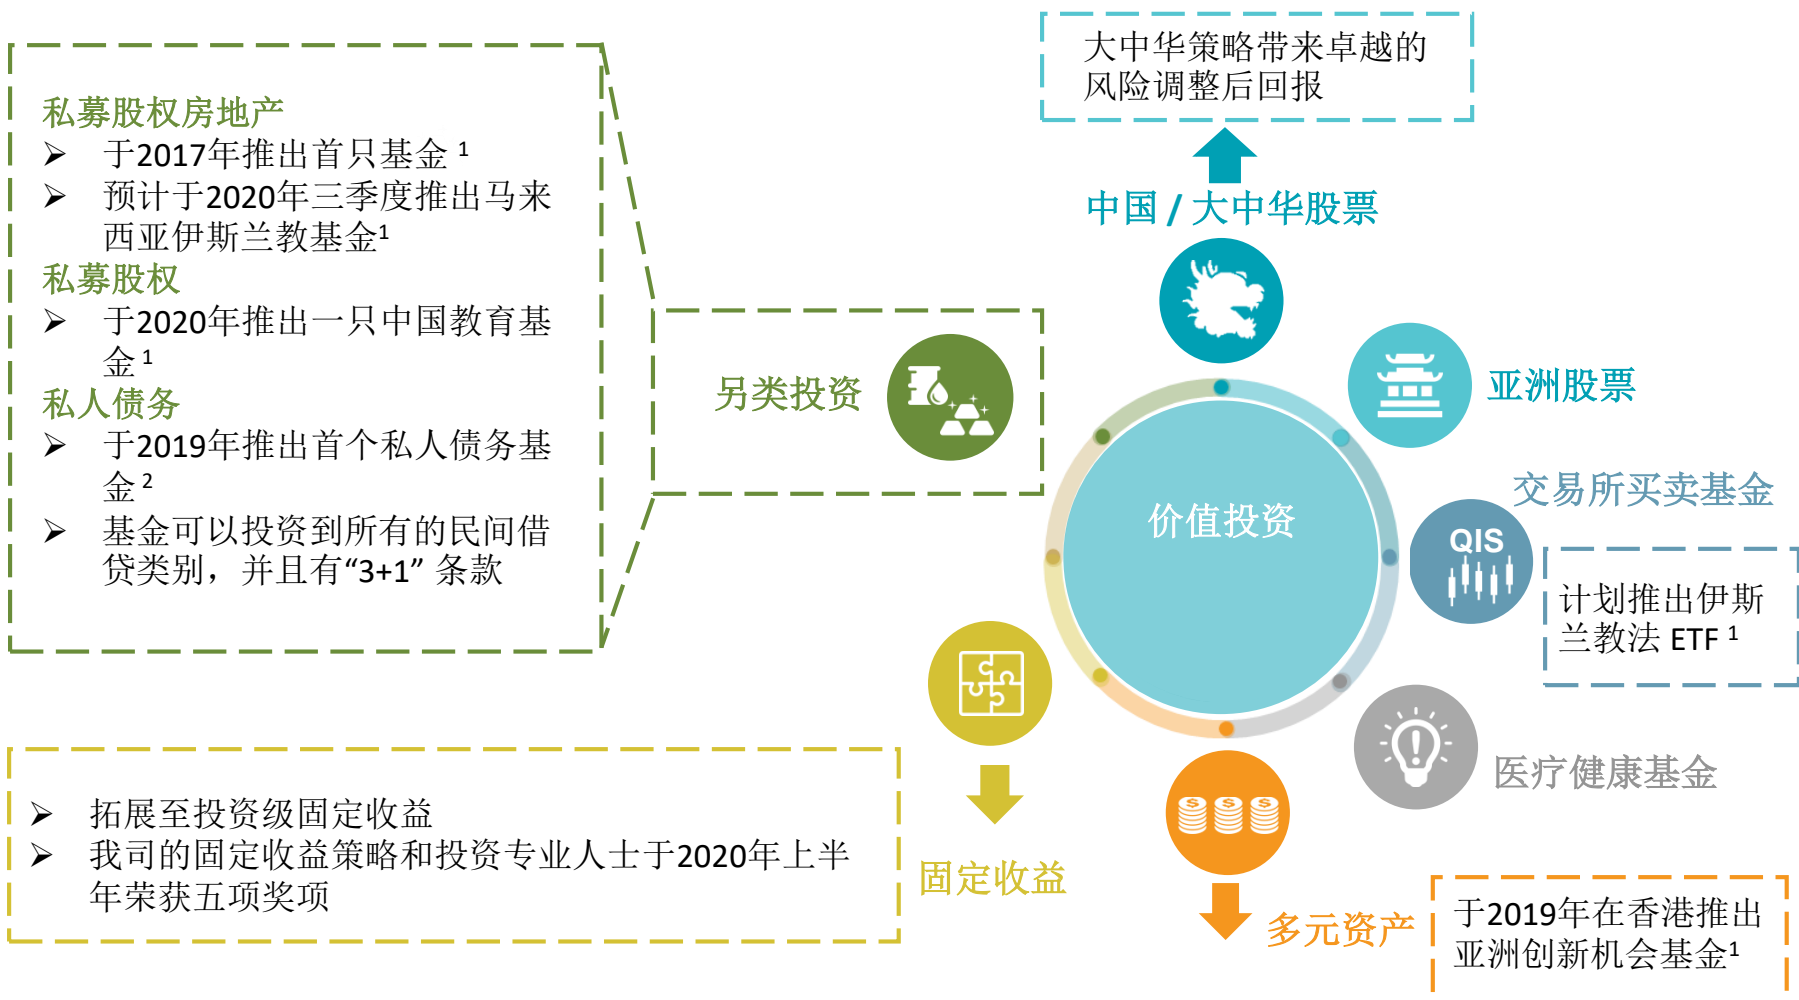 私募股权房地产
➢ 于2017年推出首只基金 1
➢ 预计于2020年三季度推出马来
西亚伊斯兰教基金1
私募股权
➢ 于2020年推出一只中国教育基
金 1
私人债务
➢ 于2019年推出首个私人债务基
金 2
➢ 基金可以投资到所有的民间借
贷类别，并且有“3+1” 条款
另类投资
大中华策略带来卓越的
风险调整后回报
中国 / 大中华股票
亚洲股票
交易所买卖基金
QIS
计划推出伊斯
兰教法 ETF 1
价值投资
医疗健康基金
➢ 拓展至投资级固定收益
➢ 我司的固定收益策略和投资专业人士于2020年上半
年荣获五项奖项
固定收益
多元资产
于2019年在香港推出
亚洲创新机会基金1